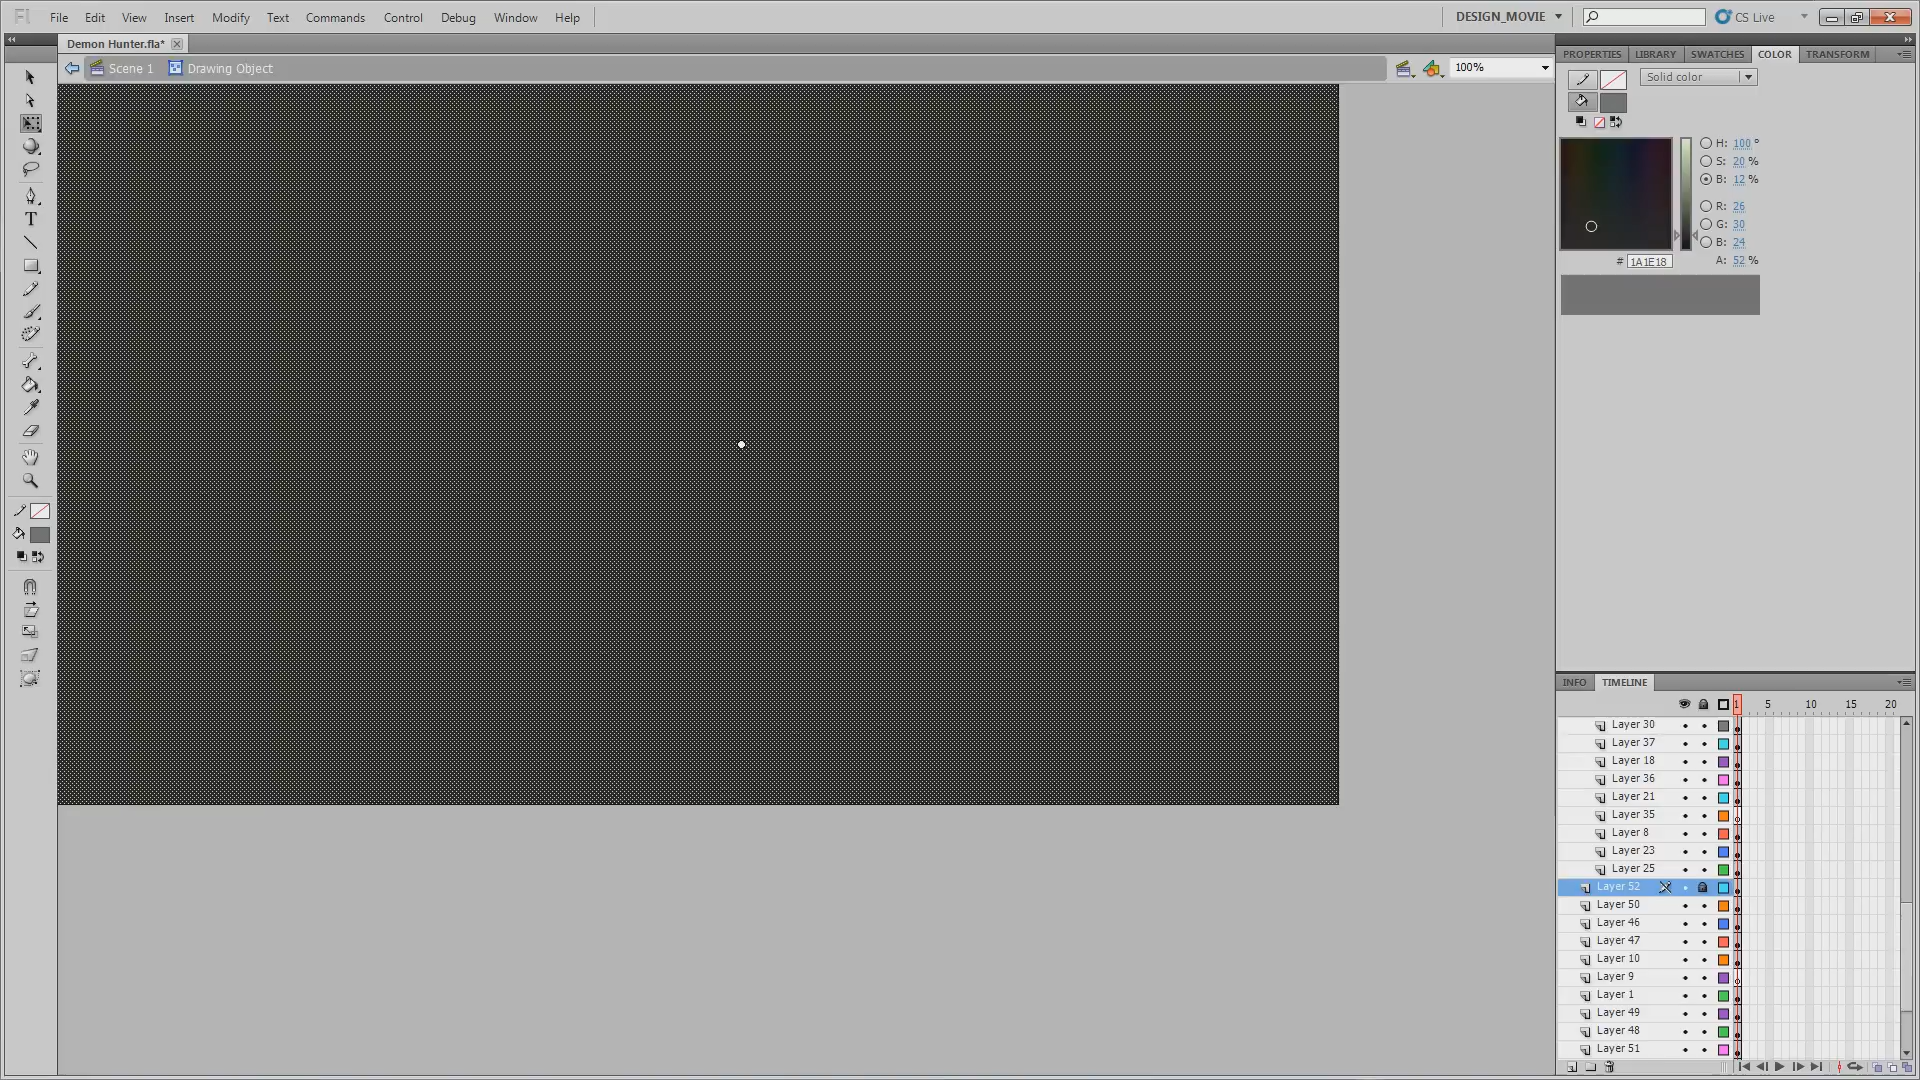 Fl File Edit View Insert Modify Text Commands Control Debug Window Help DESIGN_MOVIE CS Live
Demon Hunter.fla*
Scene 1 Drawing Object 100%
PROPERTIES LIBRARY SWATCHES COLOR TRANSFORM
Solid color
H: 100 °
S: 20 %
B: 12 %
R: 26
G: 30
B: 24
# 1A1E18 A: 52 %
T
INFO TIMELINE
1 5 10 15 20
Layer 30
Layer 37
Layer 18
Layer 36
Layer 21
Layer 35
Layer 8
Layer 23
Layer 25
Layer 52
Layer 50
Layer 46
Layer 47
Layer 10
Layer 9
Layer 1
Layer 49
Layer 48
Layer 51